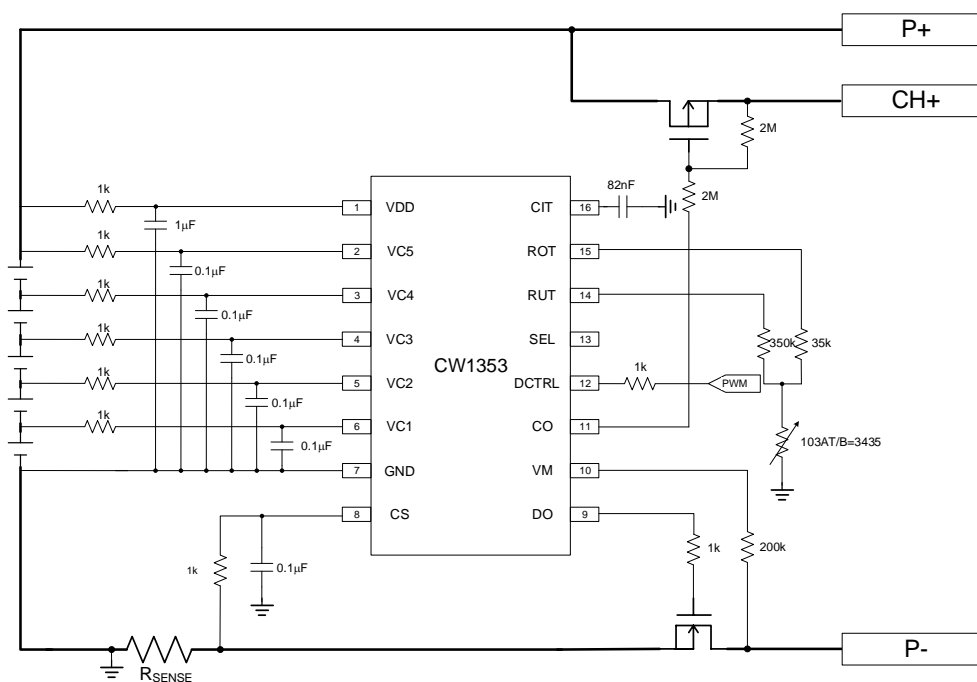 P+
CH+
2M
2M
1k
1 VDD
1µF
1k
2 VC5
0.1µF
1k
3 VC4
0.1µF
1k
4 VC3
0.1µF
1k
5 VC2
0.1µF
1k
6 VC1
0.1µF
7 GND
8 CS
1k
0.1µF
CW1353
CIT 16
82nF
ROT 15
RUT 14
350k
35k
SEL 13
DCTRL 12
1k
PWM
CO 11
103AT/B=3435
VM 10
DO 9
1k
200k
RSENSE
P-